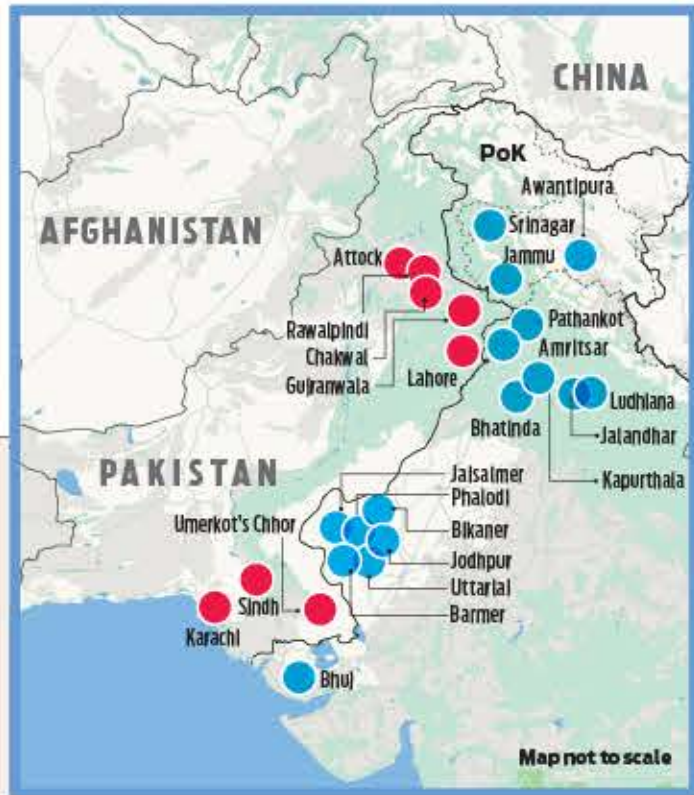 CHINA
PoK
Awantipura
AFGHANISTAN
Srinagar
Attock
Jammu
Rawalpindi
Pathankot
Chakwal
Amritsar
Gujranwala
Lahore
Ludhiana
Bhatinda
Jalandhar
PAKISTAN
Jaisalmer
Kapurthala
Phalodi
Umerkot's Chhor
Bikaner
Jodhpur
Sindh
Uttarlal
Karachi
Barmer
Bhuj
Map not to scale